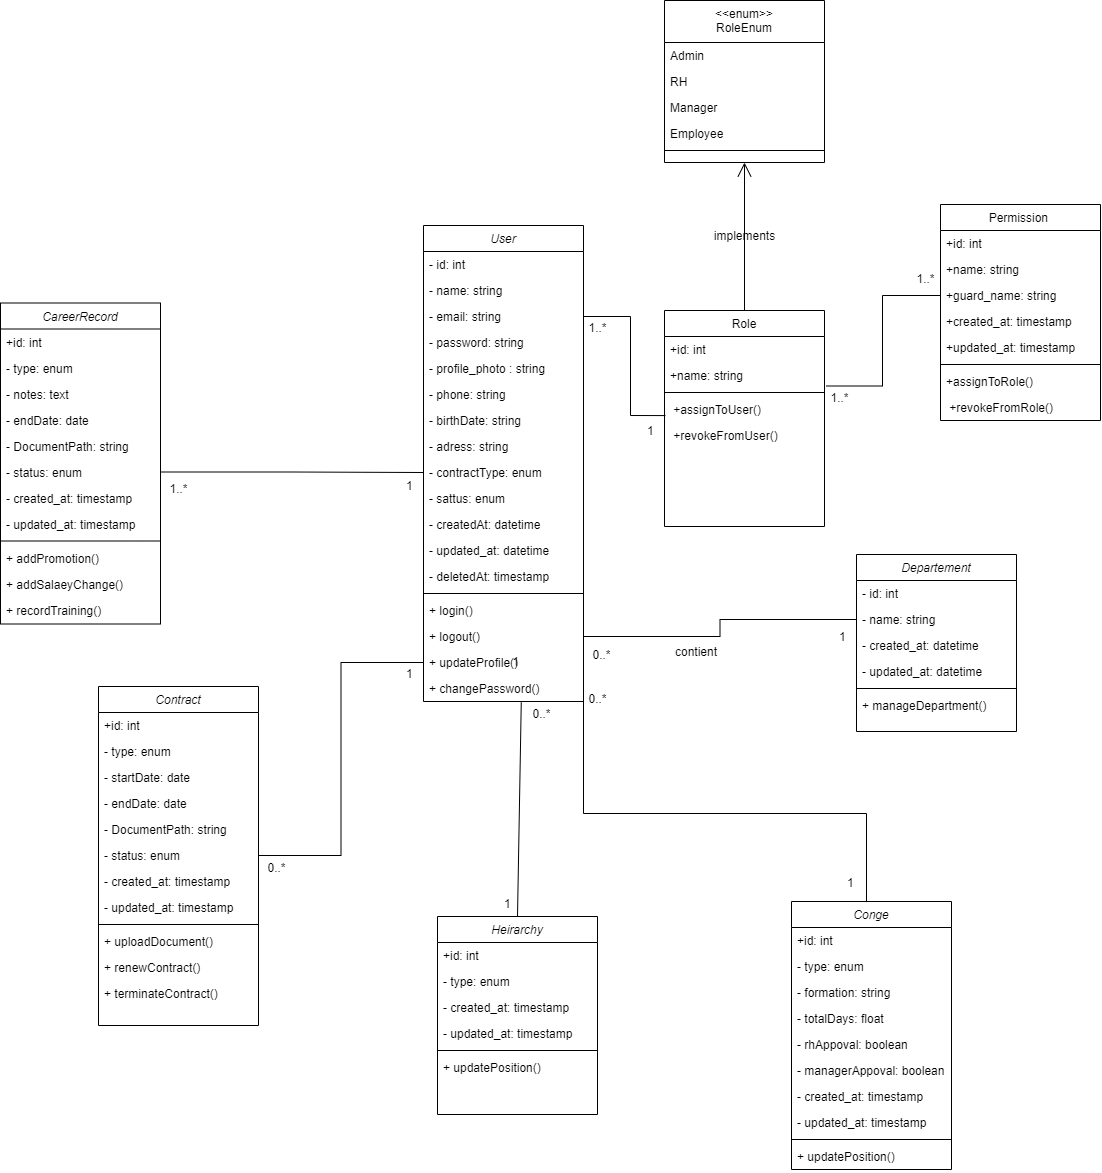 <<enum>>
RoleEnum
Admin
RH
Manager
Employee
implements
Permission
+id: int
+name: string
+guard_name: string
+created_at: timestamp
+updated_at: timestamp
+assignToRole()
+revokeFromRole()
1..*
1..*
Role
+id: int
+name: string
+assignToUser()
+revokeFromUser()
1..*
1
User
- id: int
- name: string
- email: string
- password: string
- profile_photo : string
- phone: string
- birthDate: string
- adress: string
- contractType: enum
- sattus: enum
- createdAt: datetime
- updated_at: datetime
- deletedAt: timestamp
+ login()
+ logout()
+ updateProfile()
+ changePassword()
CareerRecord
+id: int
- type: enum
- notes: text
- endDate: date
- DocumentPath: string
- status: enum
- created_at: timestamp
- updated_at: timestamp
+ addPromotion()
+ addSalaeyChange()
+ recordTraining()
1..*
1
Departement
- id: int
- name: string
- created_at: datetime
- updated_at: datetime
+ manageDepartment()
0..*
contient
1
Contract
+id: int
- type: enum
- startDate: date
- endDate: date
- DocumentPath: string
- status: enum
- created_at: timestamp
- updated_at: timestamp
+ uploadDocument()
+ renewContract()
+ terminateContract()
1
0..*
0..*
1
Heirarchy
+id: int
- type: enum
- created_at: timestamp
- updated_at: timestamp
+ updatePosition()
0..*
1
Conge
+id: int
- type: enum
- formation: string
- totalDays: float
- rhAppoval: boolean
- managerAppoval: boolean
- created_at: timestamp
- updated_at: timestamp
+ updatePosition()